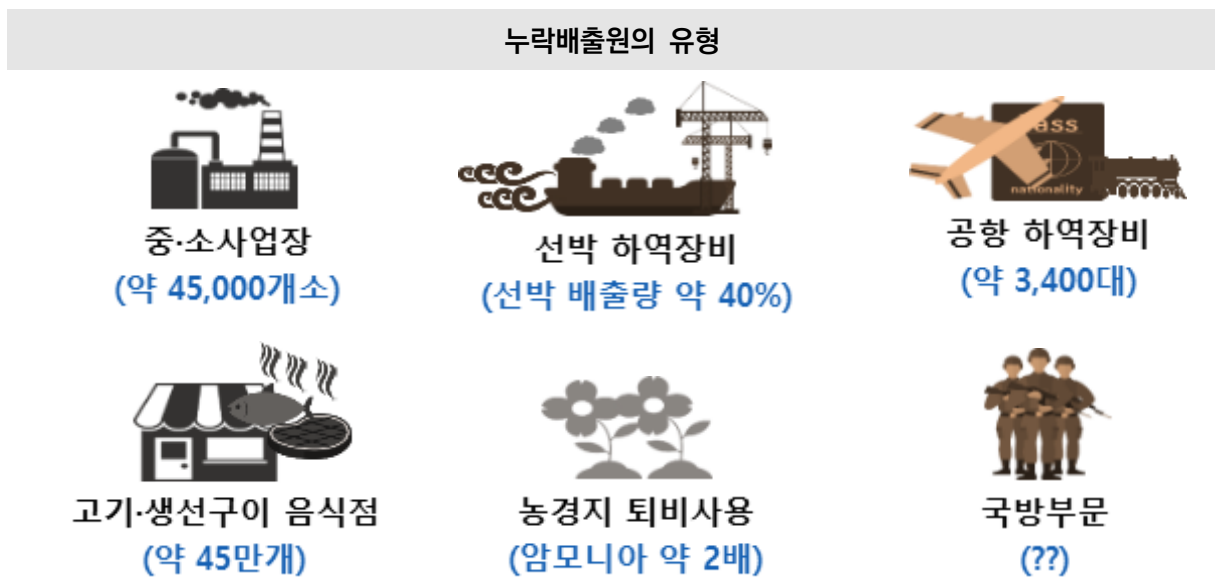 누락배출원의 유형
중·소사업장
(약 45,000개소)
선박 하역장비
(선박 배출량 약 40%)
pass
nationality
공항 하역장비
(약 3,400대)
고기·생선구이 음식점
(약 45만개)
농경지 퇴비사용
(암모니아 약 2배)
국방부문
(??)